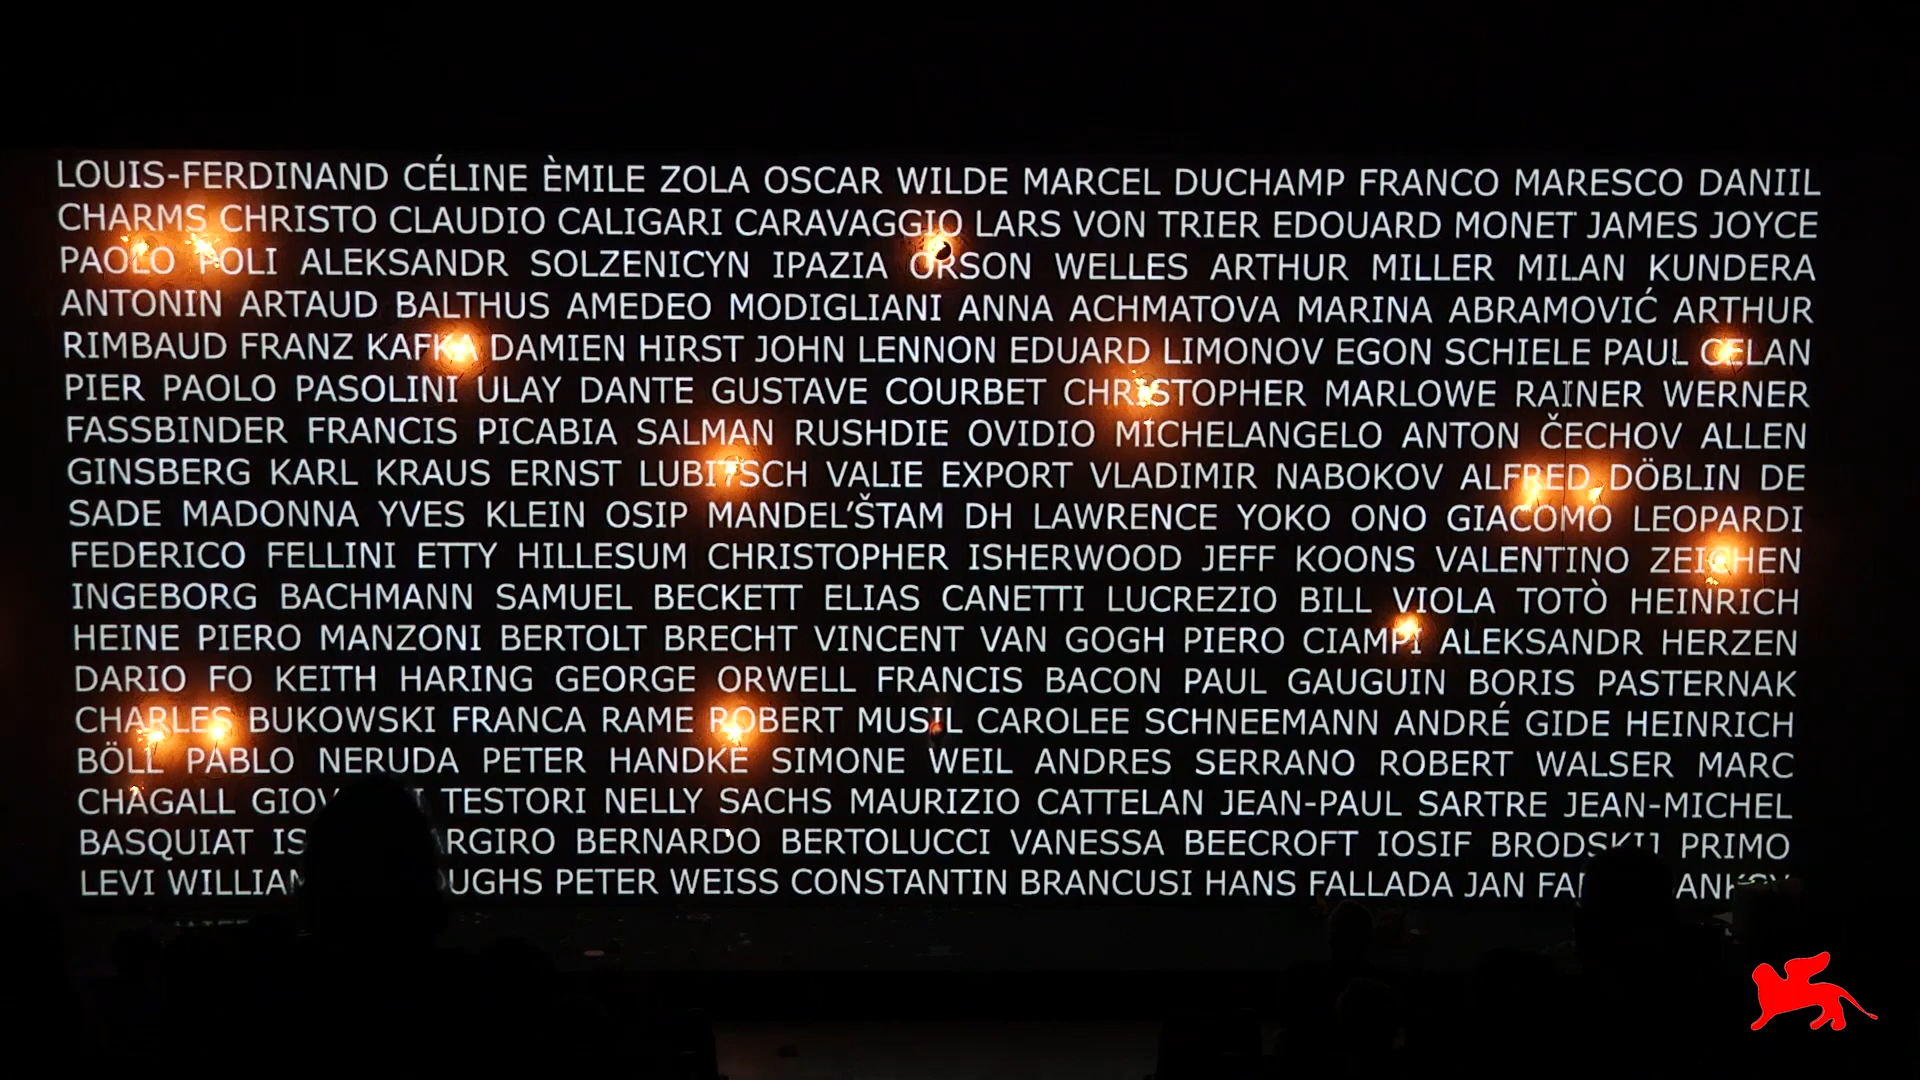 LOUIS-FERDINAND CÉLINE ÈMILE ZOLA OSCAR WILDE MARCEL DUCHAMP FRANCO MARESCO DANIIL
CHARMS CHRISTO CLAUDIO CALIGARI CARAVAGGIO LARS VON TRIER EDOUARD MONET JAMES JOYCE
PAOLO POLI ALEKSANDR SOLZENICYN IPAZIA ORSON WELLES ARTHUR MILLER MILAN KUNDERA
ANTONIN ARTAUD BALTHUS AMEDEO MODIGLIANI ANNA ACHMATOVA MARINA ABRAMOVIĆ ARTHUR
RIMBAUD FRANZ KAFKA DAMIEN HIRST JOHN LENNON EDUARD LIMONOV EGON SCHIELE PAUL CELAN
PIER PAOLO PASOLINI ULAY DANTE GUSTAVE COURBET CHRISTOPHER MARLOWE RAINER WERNER
FASSBINDER FRANCIS PICABIA SALMAN RUSHDIE OVIDIO MICHELANGELO ANTON ČECHOV ALLEN
GINSBERG KARL KRAUS ERNST LUBITSCH VALIE EXPORT VLADIMIR NABOKOV ALFRED DÖBLIN DE
SADE MADONNA YVES KLEIN OSIP MANDEL'ŠTAM DH LAWRENCE YOKO ONO GIACOMO LEOPARDI
FEDERICO FELLINI ETTY HILLESUM CHRISTOPHER ISHERWOOD JEFF KOONS VALENTINO ZEICHEN
INGEBORG BACHMANN SAMUEL BECKETT ELIAS CANETTI LUCREZIO BILL VIOLA TOTÒ HEINRICH
HEINE PIERO MANZONI BERTOLT BRECHT VINCENT VAN GOGH PIERO CIAMPI ALEKSANDR HERZEN
DARIO FO KEITH HARING GEORGE ORWELL FRANCIS BACON PAUL GAUGUIN BORIS PASTERNAK
CHARLES BUKOWSKI FRANCA RAME ROBERT MUSIL CAROLEE SCHNEEMANN ANDRÉ GIDE HEINRICH
BÖLL PABLO NERUDA PETER HANDKE SIMONE WEIL ANDRES SERRANO ROBERT WALSER MARC
CHAGALL TESTORI NELLY SACHS MAURIZIO CATTELAN JEAN-PAUL SARTRE JEAN-MICHEL
BASQUIAT BERNARDO BERTOLUCCI VANESSA BEECROFT IOSIF BRODSKIJ PRIMO
LEVI PETER WEISS CONSTANTIN BRANCUSI HANS FALLADA JAN